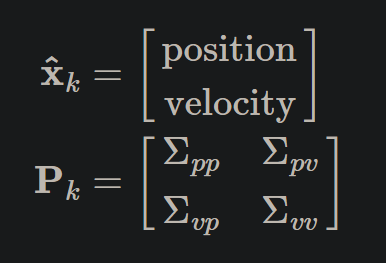 x̂ₖ = [ position
velocity ]
Pₖ = [ Σpp Σpv
Σvp Σvv ]